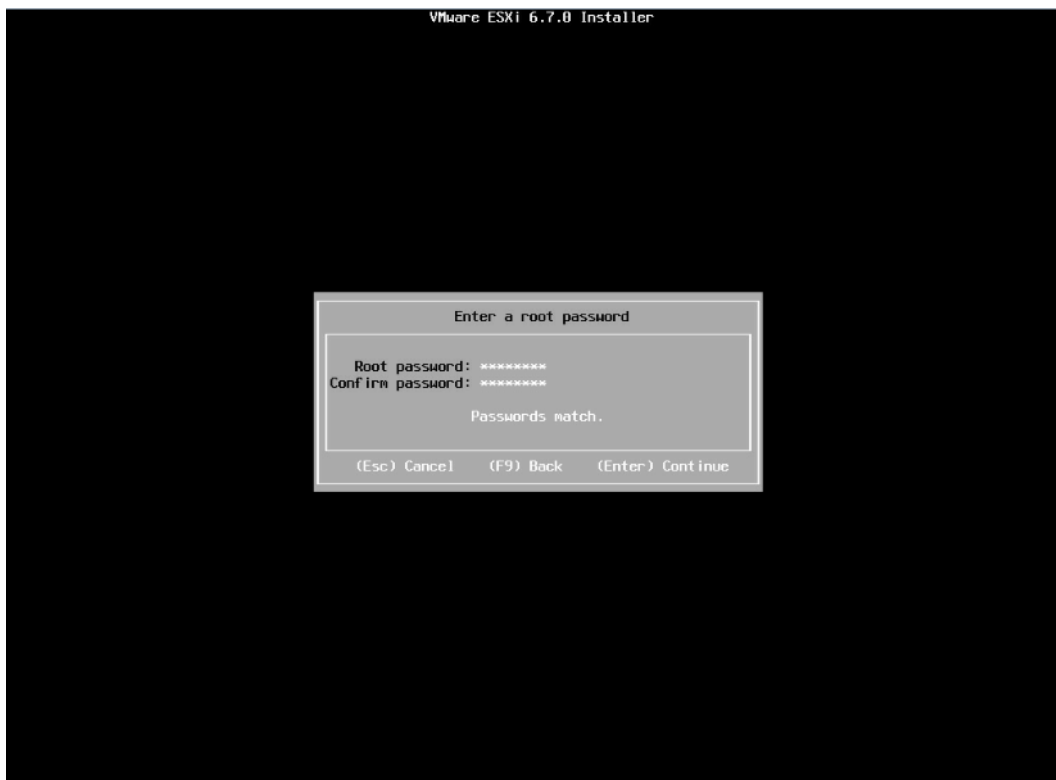 VMware ESXi 6.7.0 Installer
Enter a root password
Root password: ********
Confirm password: ********
Passwords match.
(Esc) Cancel (F9) Back (Enter) Continue